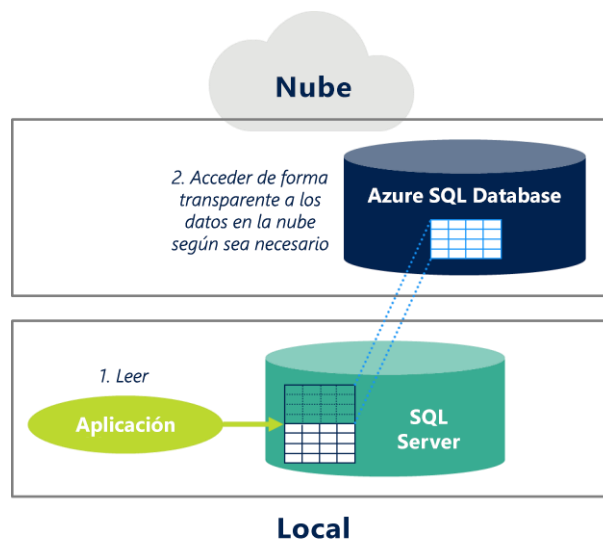 Nube
2. Acceder de forma
transparente a los
datos en la nube
según sea necesario
Azure SQL Database
1. Leer
Aplicación
SQL
Server
Local